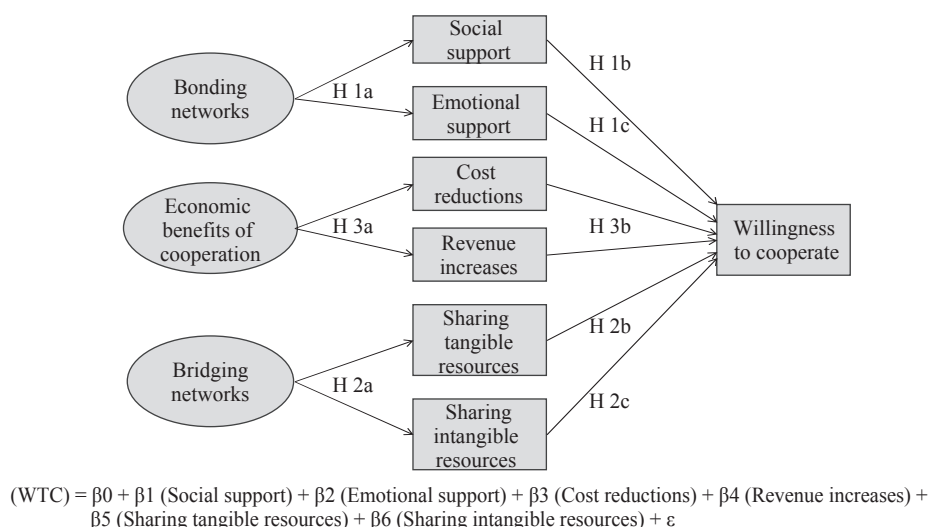 Social
support
H 1b
Bonding
networks
H 1a
Emotional
support
H 1c
Cost
reductions
Economic
benefits of
cooperation
H 3a
H 3b
Willingness
to cooperate
Revenue
increases
Sharing
tangible
resources
H 2b
Bridging
networks
H 2a
H 2c
Sharing
intangible
resources
(WTC) = β0 + β1 (Social support) + β2 (Emotional support) + β3 (Cost reductions) + β4 (Revenue increases) +
β5 (Sharing tangible resources) + β6 (Sharing intangible resources) + ε